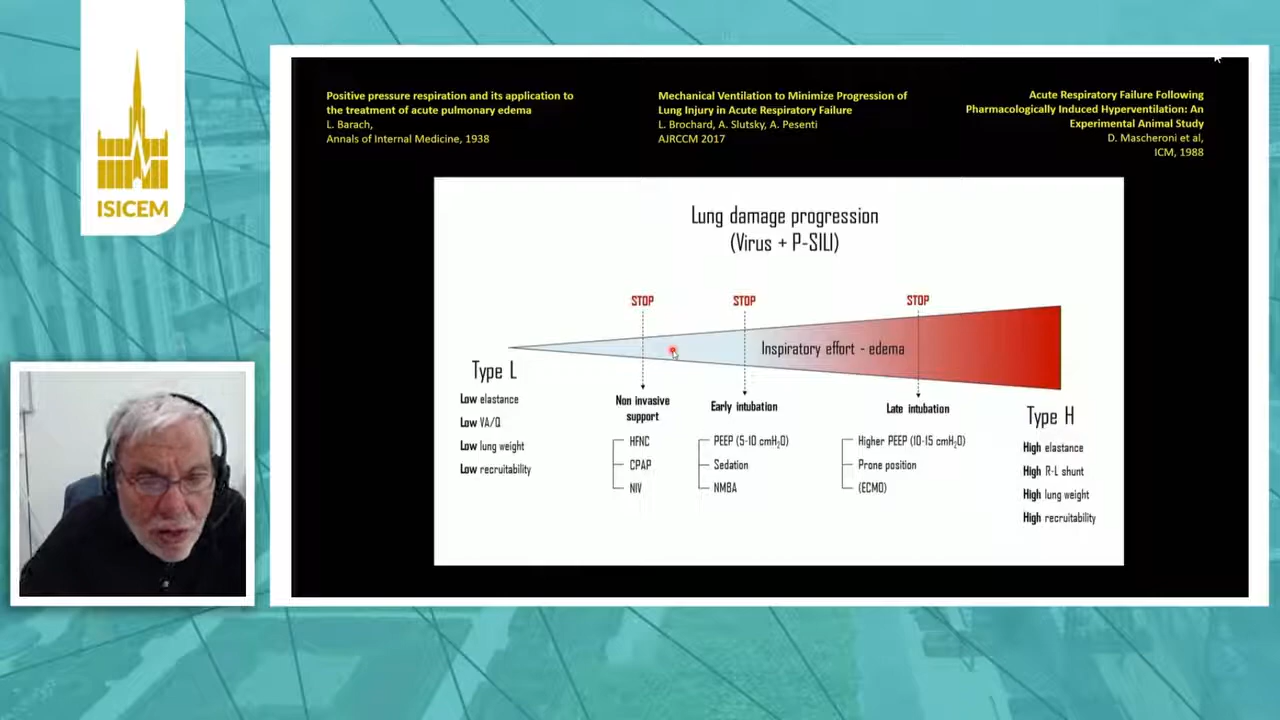 ISICEM
Positive pressure respiration and its application to
the treatment of acute pulmonary edema
L. Barach,
Annals of Internal Medicine, 1938
Mechanical Ventilation to Minimize Progression of
Lung Injury in Acute Respiratory Failure
L. Brochard, A. Slutsky, A. Pesenti
AJRCCM 2017
Acute Respiratory Failure Following
Pharmacologically Induced Hyperventilation: An
Experimental Animal Study
D. Mascheroni et al,
ICM, 1988
Lung damage progression
(Virus + P-SILI)
STOP
STOP
STOP
Inspiratory effort - edema
Type L
Low elastance
Low VA/Q
Low lung weight
Low recruitability
Non invasive
support
HFNC
CPAP
NIV
Early intubation
PEEP (5-10 cmH₂O)
Sedation
NMBA
Late intubation
Higher PEEP (10-15 cmH₂O)
Prone position
(ECMO)
Type H
High elastance
High R-L shunt
High lung weight
High recruitability